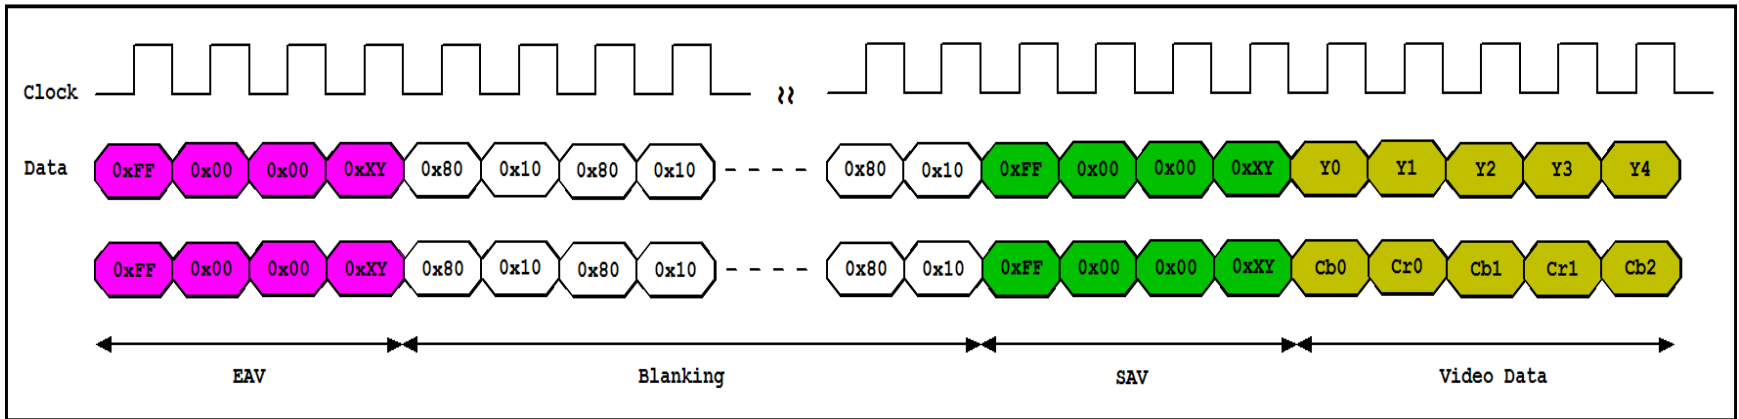 Clock
Data 0xFF 0x00 0x00 0xXY 0x80 0x10 0x80 0x10 0x80 0x10 0xFF 0x00 0x00 0xXY Y0 Y1 Y2 Y3 Y4
0xFF 0x00 0x00 0xXY 0x80 0x10 0x80 0x10 0x80 0x10 0xFF 0x00 0x00 0xXY Cb0 Cr0 Cb1 Cr1 Cb2
EAV Blanking SAV Video Data